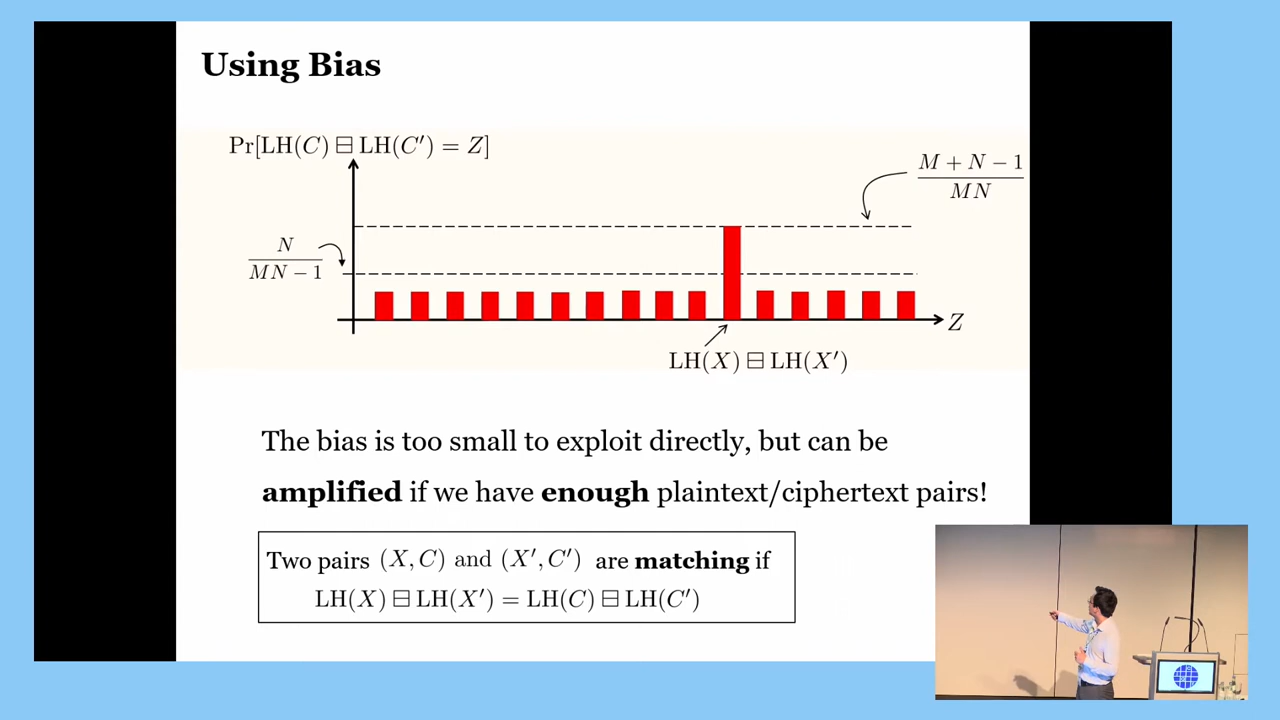 Using Bias
Pr[LH(C) ⊟ LH(C′) = Z]
M + N − 1
MN
N
MN − 1
Z
LH(X) ⊟ LH(X′)
The bias is too small to exploit directly, but can be
amplified if we have enough plaintext/ciphertext pairs!
Two pairs (X, C) and (X′, C′) are matching if
LH(X) ⊟ LH(X′) = LH(C) ⊟ LH(C′)